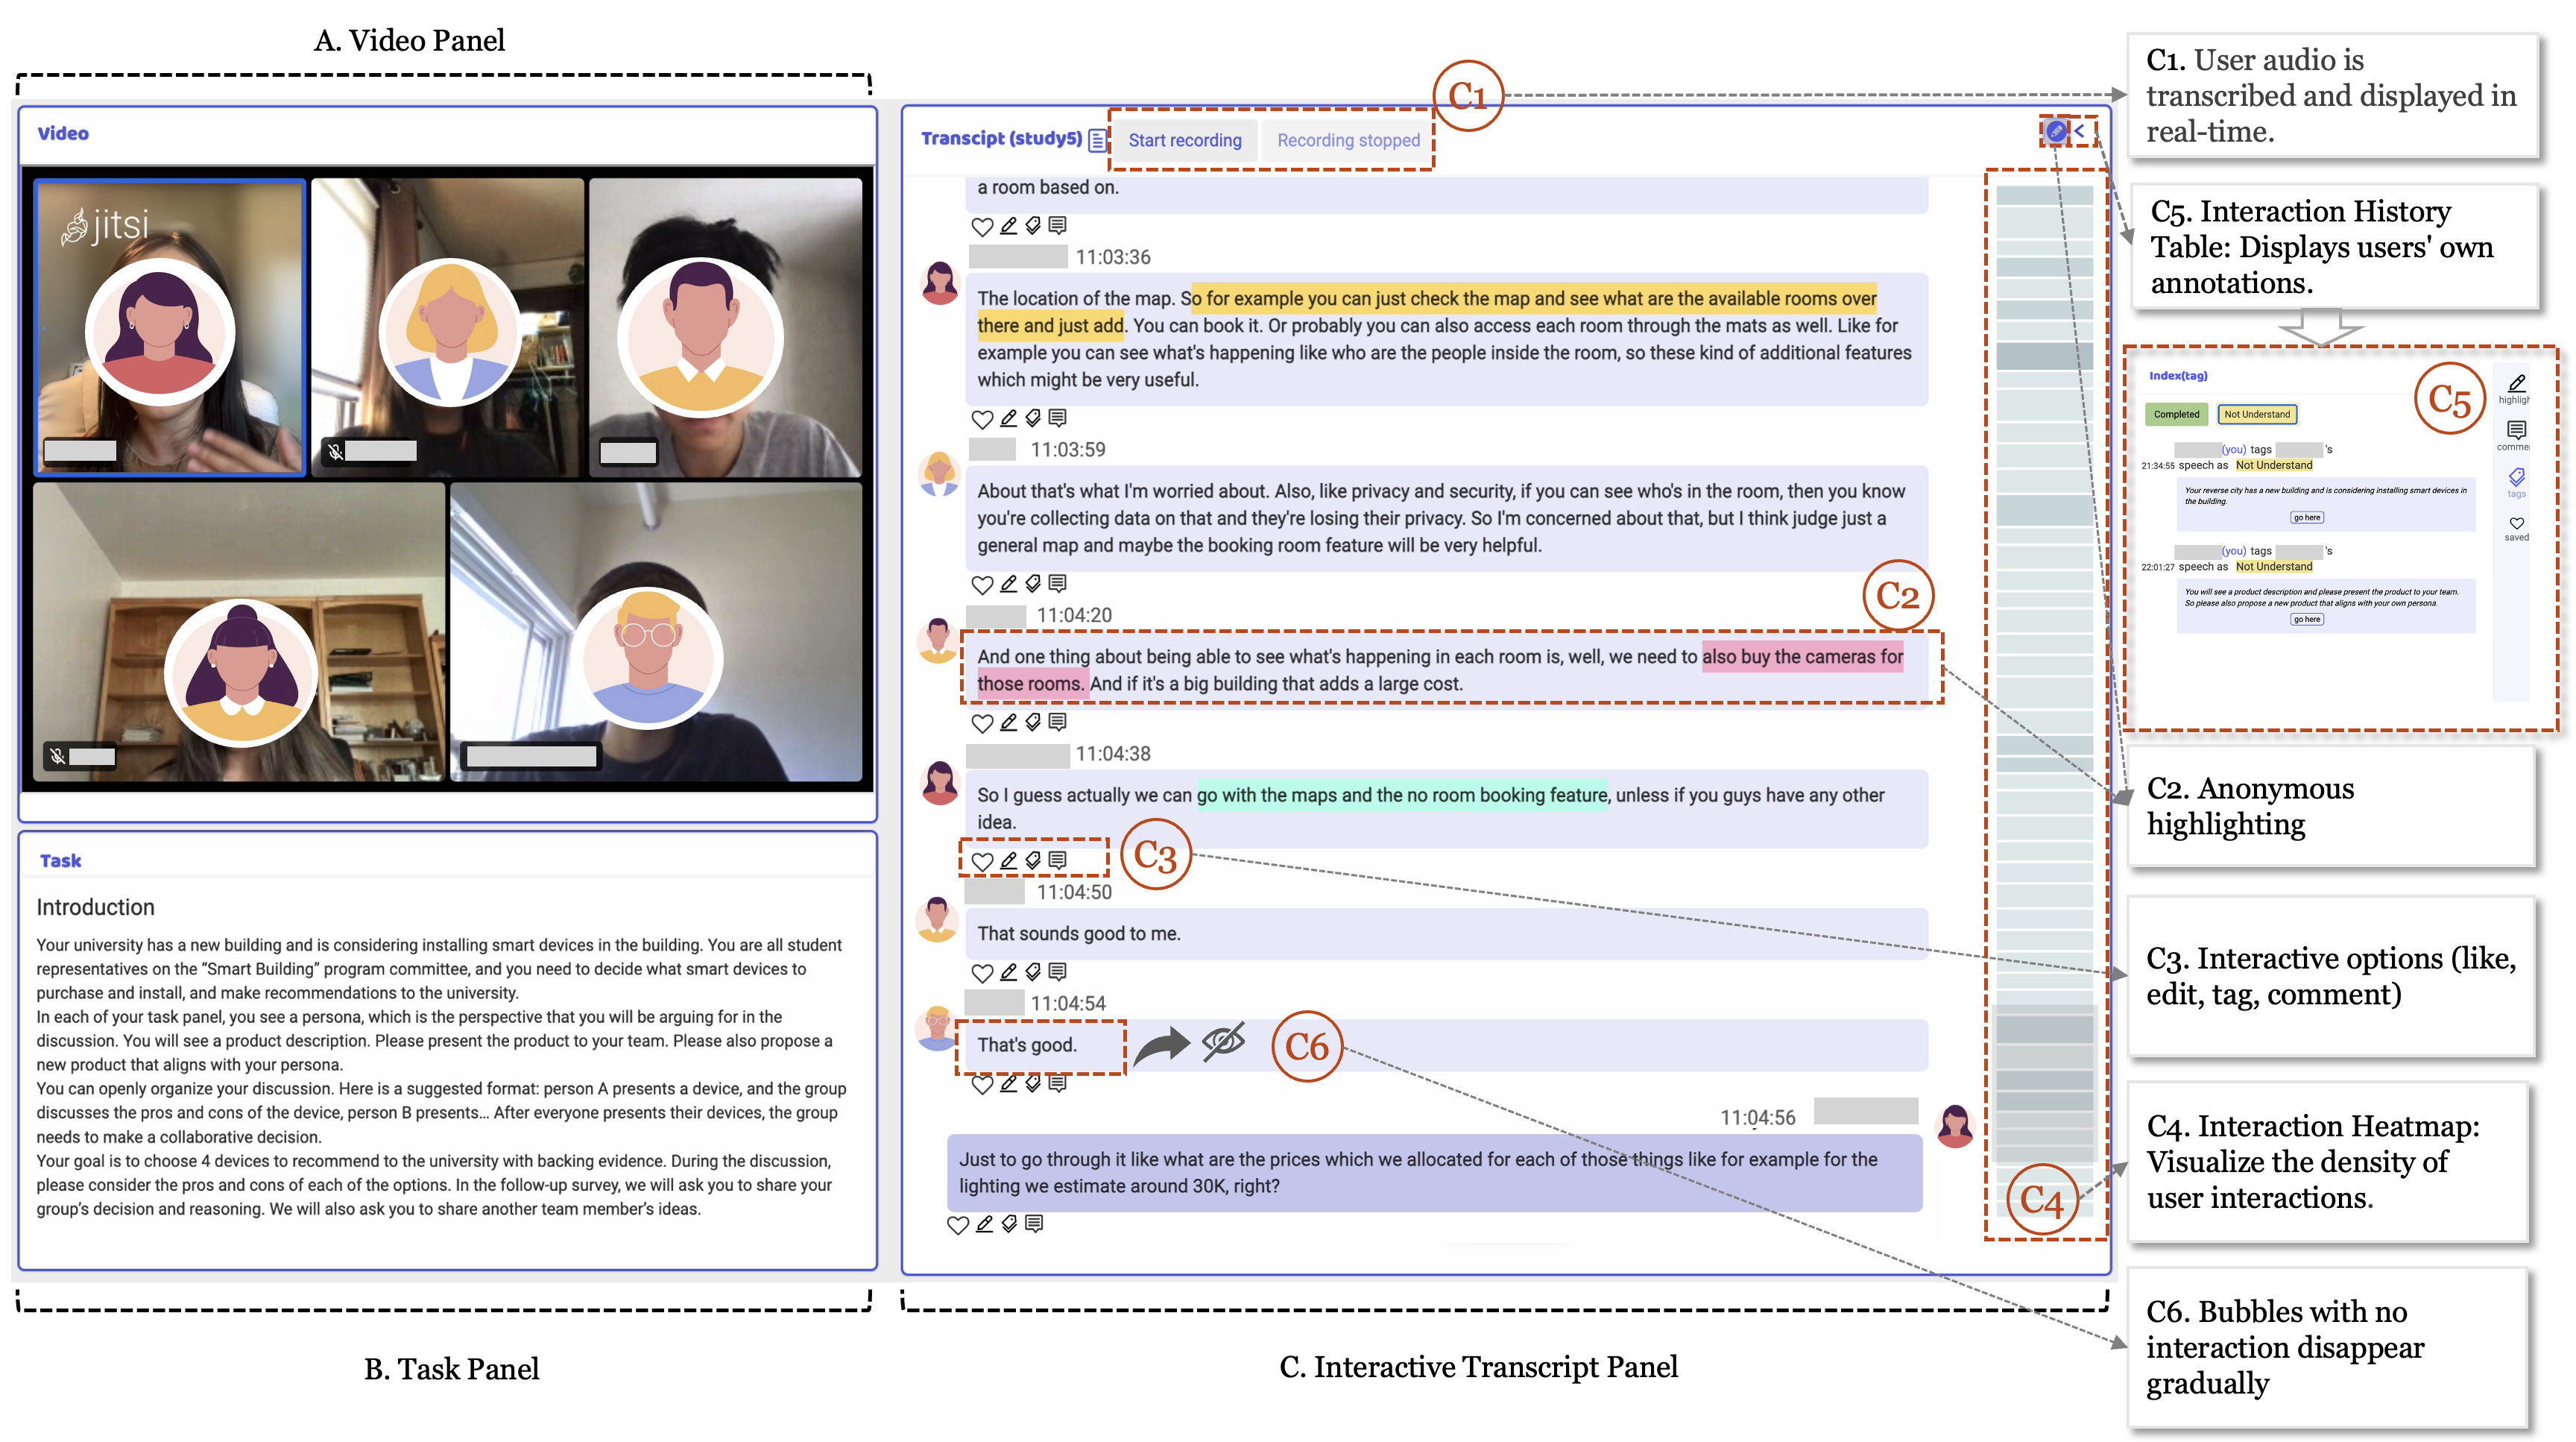 A. Video Panel
Video
jitsi
Task
Introduction
Your university has a new building and is considering installing smart devices in the building. You are all student
representatives on the “Smart Building” program committee, and you need to decide what smart devices to
purchase and install, and make recommendations to the university.
In each of your task panel, you see a persona, which is the perspective that you will be arguing for in the
discussion. You will see a product description. Please present the product to your team. Please also propose a
new product that aligns with your persona.
You can openly organize your discussion. Here is a suggested format: person A presents a device, and the group
discusses the pros and cons of the device, person B presents... After everyone presents their devices, the group
needs to make a collaborative decision.
Your goal is to choose 4 devices to recommend to the university with backing evidence. During the discussion,
please consider the pros and cons of each of the options. In the follow-up survey, we will ask you to share your
group's decision and reasoning. We will also ask you to share another team member's ideas.
B. Task Panel
C1
Transcipt (study5)
Start recording
Recording stopped
a room based on.
11:03:36
The location of the map. So for example you can just check the map and see what are the available rooms over
there and just add. You can book it. Or probably you can also access each room through the mats as well. Like for
example you can see what's happening like who are the people inside the room, so these kind of additional features
which might be very useful.
11:03:59
About that's what I'm worried about. Also, like privacy and security, if you can see who's in the room, then you know
you're collecting data on that and they're losing their privacy. So I'm concerned about that, but I think judge just a
general map and maybe the booking room feature will be very helpful.
C2
11:04:20
And one thing about being able to see what's happening in each room is, well, we need to also buy the cameras for
those rooms. And if it's a big building that adds a large cost.
11:04:38
So I guess actually we can go with the maps and the no room booking feature, unless if you guys have any other
idea.
C3
11:04:50
That sounds good to me.
11:04:54
That's good.
C6
11:04:56
Just to go through it like what are the prices which we allocated for each of those things like for example for the
lighting we estimate around 30K, right?
C4
C. Interactive Transcript Panel
C1. User audio is
transcribed and displayed in
real-time.
C5. Interaction History
Table: Displays users' own
annotations.
Index(tag)
C5
Completed
Not Understand
highligh
comme
tags
saved
(you) tags 's
21:34:55 speech as Not Understand
Your reverse city has a new building and is considering installing smart devices in
the building.
go here
(you) tags 's
22:01:27 speech as Not Understand
You will see a product description and please present the product to your team.
So please also propose a new product that aligns with your own persona.
go here
C2. Anonymous
highlighting
C3. Interactive options (like,
edit, tag, comment)
C4. Interaction Heatmap:
Visualize the density of
user interactions.
C6. Bubbles with no
interaction disappear
gradually